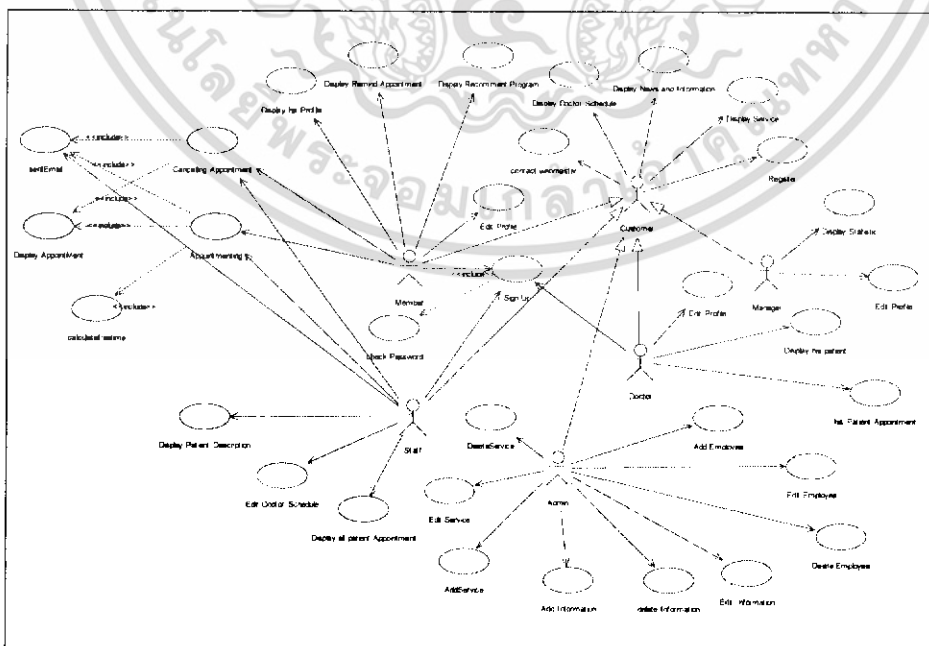 Display Remind Appointment
Display Recomment Program
Display his Profile
Display Doctor Schedule
Display News and Information
Display Service
<<include>>
sentEmail
Canceling Appointment
<<include>>
contact webmaster
Register
<<include>>
Edit Profile
Customer
Display Statistic
Display Appointment
<<include>>
Appointmenting
Member
<<include>>
Sign Up
Edit Profile
Manager
Edit Profile
<<include>>
calculatefreetime
check Password
Display his patient
Doctor
list Patient Appointment
Display Patient Description
Staff
DeleteService
Add Employee
Edit Doctor Schedule
Edit Service
Admin
Edit Employee
Display all patient Appointment
Delete Employee
AddService
Add Information
delete Information
Edit Information